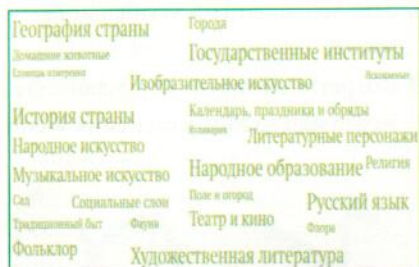 География страны
Города
Домашние животные
Государственные институты
Единицы измерения
Изобразительное искусство
Ископаемые
История страны
Календарь, праздники и обряды
Кулинария
Литературные персонажи
Народное искусство
Музыкальное искусство
Народное образование
Религия
Сад
Социальные слои
Поле и огород
Русский язык
Традиционный быт
Фауна
Театр и кино
Флора
Фольклор
Художественная литература